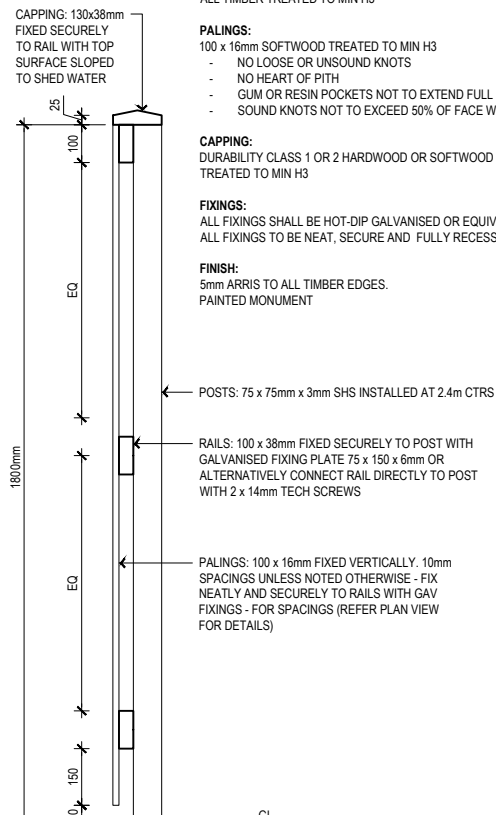 CAPPING: 130x38mm
FIXED SECURELY
TO RAIL WITH TOP
SURFACE SLOPED
TO SHED WATER
ALL TIMBER TREATED TO MIN H3
PALINGS:
100 x 16mm SOFTWOOD TREATED TO MIN H3
- NO LOOSE OR UNSOUND KNOTS
- NO HEART OF PITH
- GUM OR RESIN POCKETS NOT TO EXTEND FULL
- SOUND KNOTS NOT TO EXCEED 50% OF FACE W
CAPPING:
DURABILITY CLASS 1 OR 2 HARDWOOD OR SOFTWOOD
TREATED TO MIN H3
FIXINGS:
ALL FIXINGS SHALL BE HOT-DIP GALVANISED OR EQUIV
ALL FIXINGS TO BE NEAT, SECURE AND FULLY RECESS
FINISH:
5mm ARRIS TO ALL TIMBER EDGES.
PAINTED MONUMENT
25
100
EQ
1800mm
POSTS: 75 x 75mm x 3mm SHS INSTALLED AT 2.4m CTRS
RAILS: 100 x 38mm FIXED SECURELY TO POST WITH
GALVANISED FIXING PLATE 75 x 150 x 6mm OR
ALTERNATIVELY CONNECT RAIL DIRECTLY TO POST
WITH 2 x 14mm TECH SCREWS
EQ
PALINGS: 100 x 16mm FIXED VERTICALLY. 10mm
SPACINGS UNLESS NOTED OTHERWISE - FIX
NEATLY AND SECURELY TO RAILS WITH GAV
FIXINGS - FOR SPACINGS (REFER PLAN VIEW
FOR DETAILS)
150